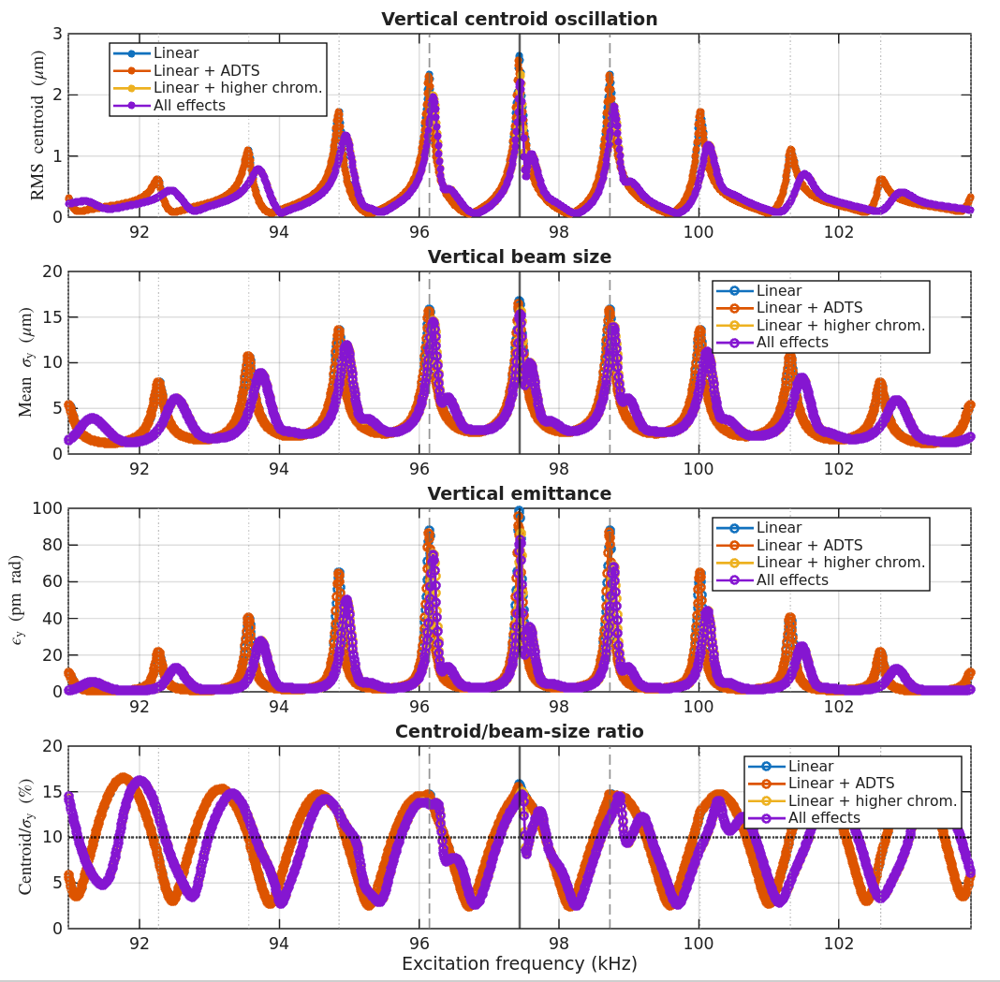 Vertical centroid oscillation
RMS centroid (μm)
3
2
1
0
Linear
Linear + ADTS
Linear + higher chrom.
All effects
92 94 96 98 100 102
Vertical beam size
Mean σy (μm)
20
15
10
5
0
Linear
Linear + ADTS
Linear + higher chrom.
All effects
92 94 96 98 100 102
Vertical emittance
ϵy (pm rad)
100
80
60
40
20
0
Linear
Linear + ADTS
Linear + higher chrom.
All effects
92 94 96 98 100 102
Centroid/beam-size ratio
Centroid/σy (%)
20
15
10
5
0
Linear
Linear + ADTS
Linear + higher chrom.
All effects
92 94 96 98 100 102
Excitation frequency (kHz)